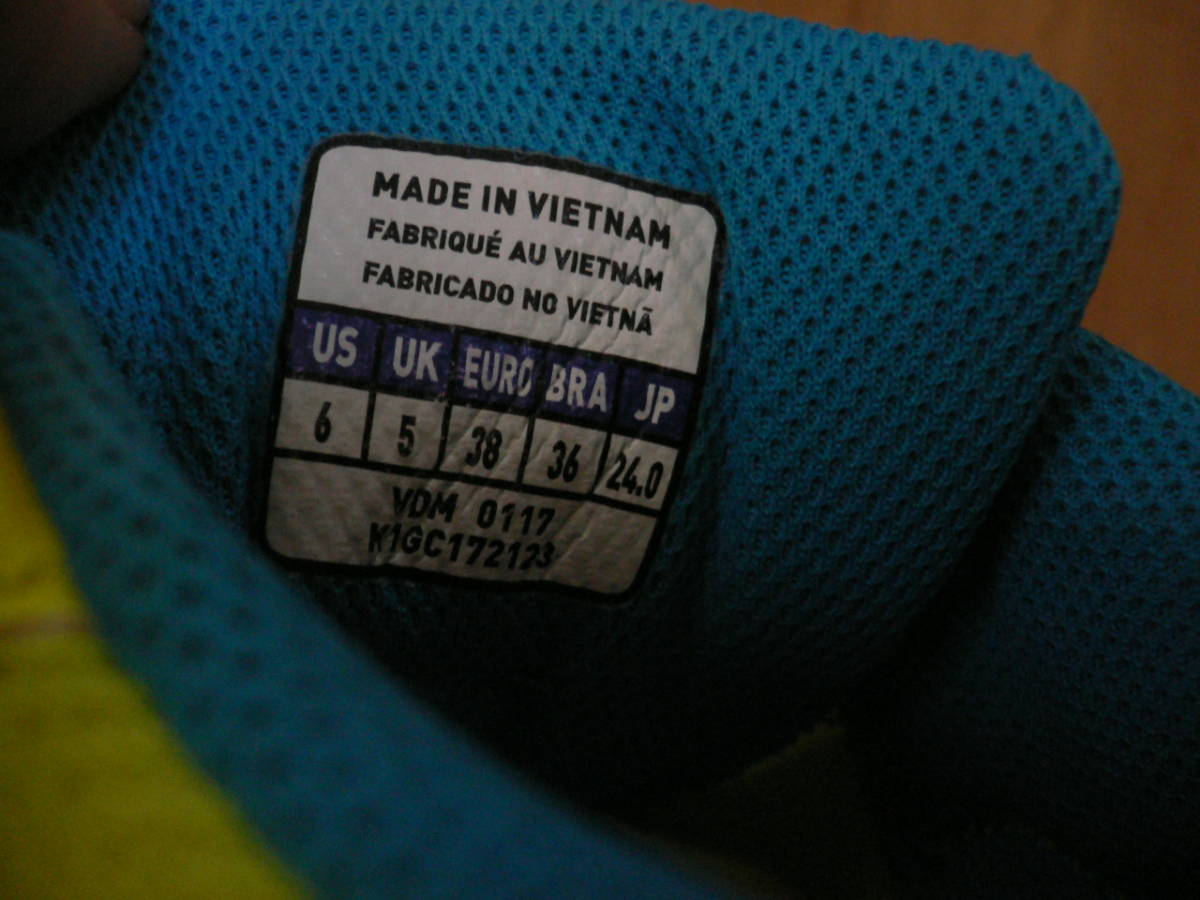 MADE IN VIETNAM
FABRIQUÉ AU VIETNAM
FABRICADO NO VIETNÃ
US UK EURO BRA JP
6 5 38 36 24.0
VDM 0117
K1GC172123